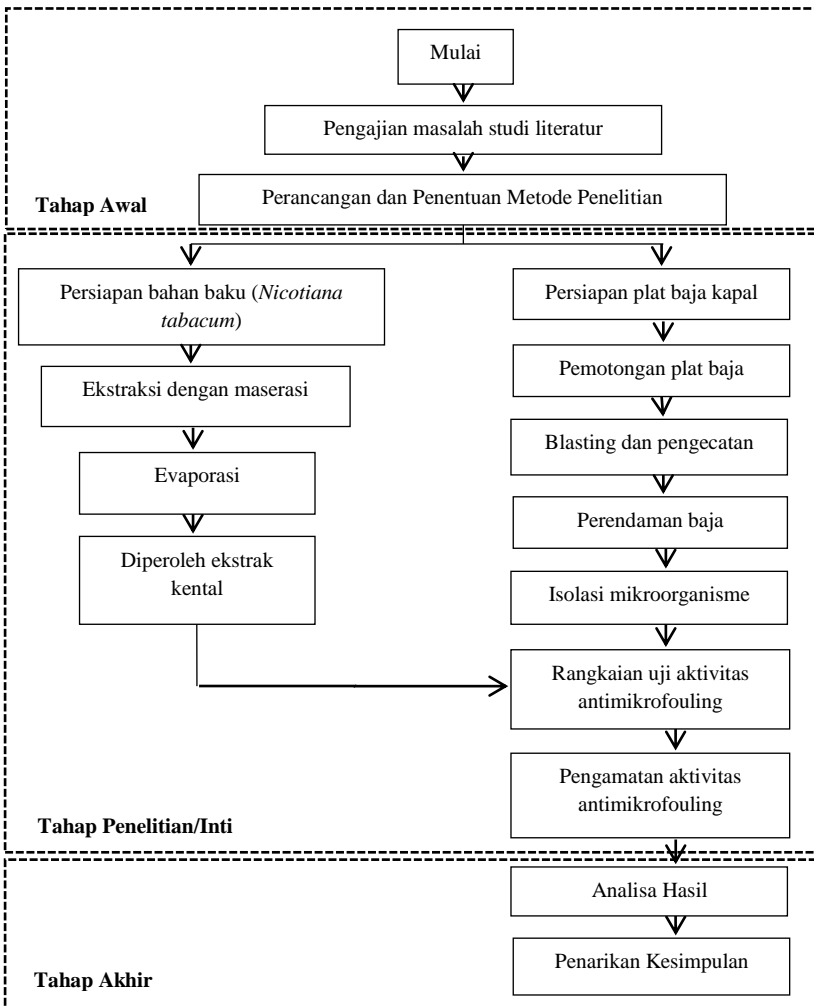 Mulai
Pengajian masalah studi literatur
Perancangan dan Penentuan Metode Penelitian
Tahap Awal
Persiapan bahan baku (Nicotiana
tabacum)
Ekstraksi dengan maserasi
Evaporasi
Diperoleh ekstrak
kental
Persiapan plat baja kapal
Pemotongan plat baja
Blasting dan pengecatan
Perendaman baja
Isolasi mikroorganisme
Rangkaian uji aktivitas
antimikrofouling
Pengamatan aktivitas
antimikrofouling
Tahap Penelitian/Inti
Analisa Hasil
Penarikan Kesimpulan
Tahap Akhir